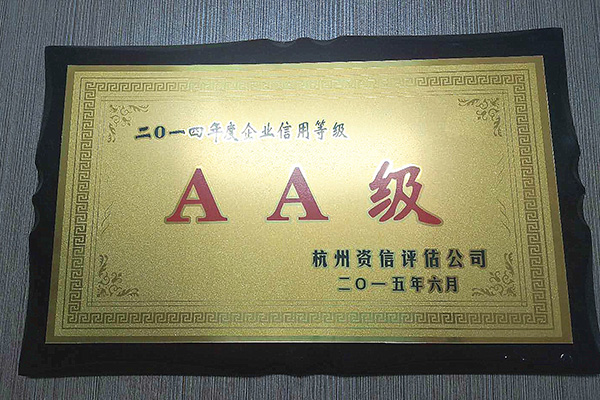 二〇一四年度企业信用等级
AA级
杭州资信评估公司
二〇一五年六月